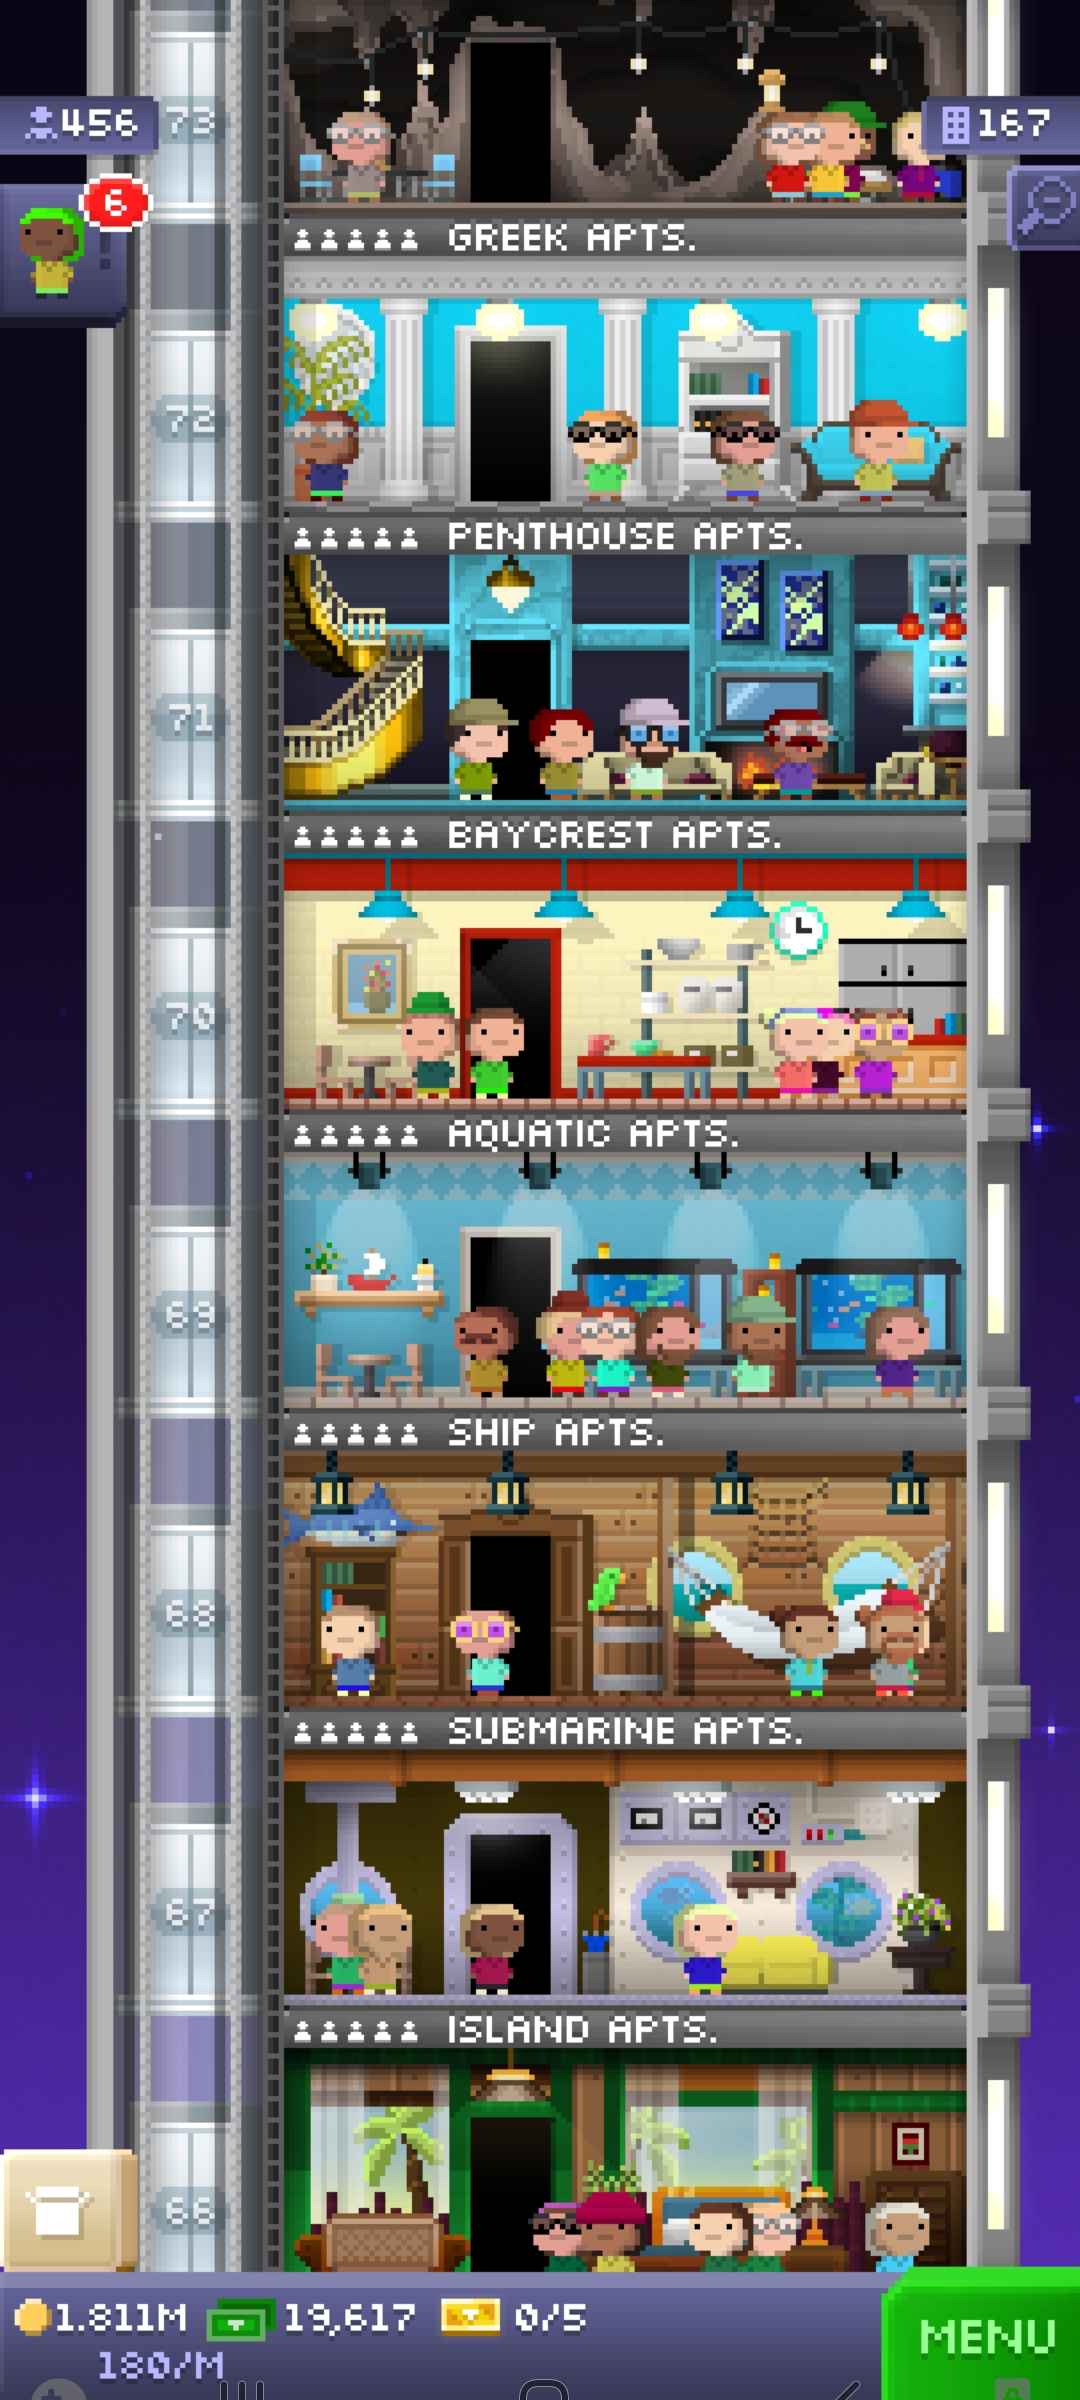 456
73
167
6
GREEK APTS.
72
PENTHOUSE APTS.
71
BAYCREST APTS.
70
AQUATIC APTS.
69
SHIP APTS.
68
SUBMARINE APTS.
67
ISLAND APTS.
66
1.811M 19,617 0/5
180/M
MENU